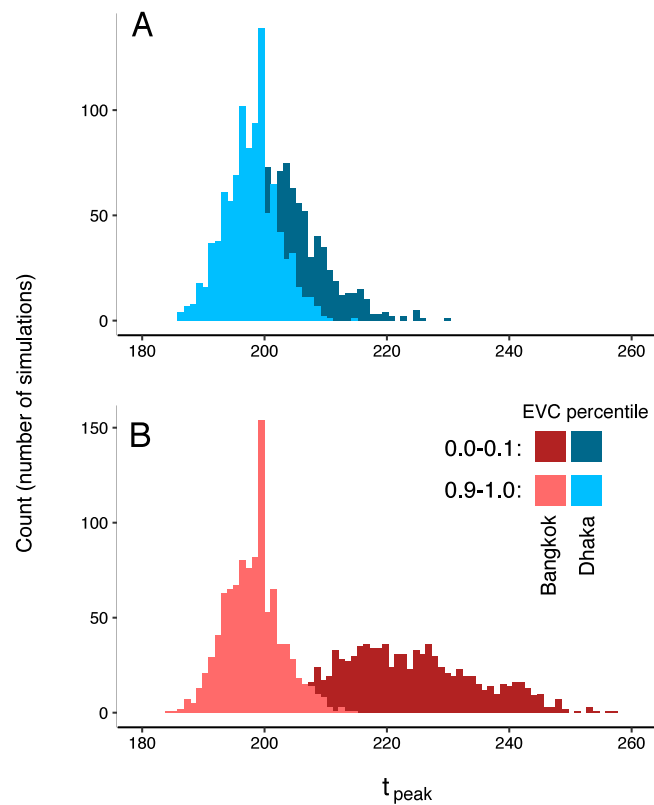 A
100
50
0
180 200 220 240 260
Count (number of simulations)
B
150
100
50
0
EVC percentile
0.0-0.1:
0.9-1.0:
Bangkok
Dhaka
180 200 220 240 260
t peak